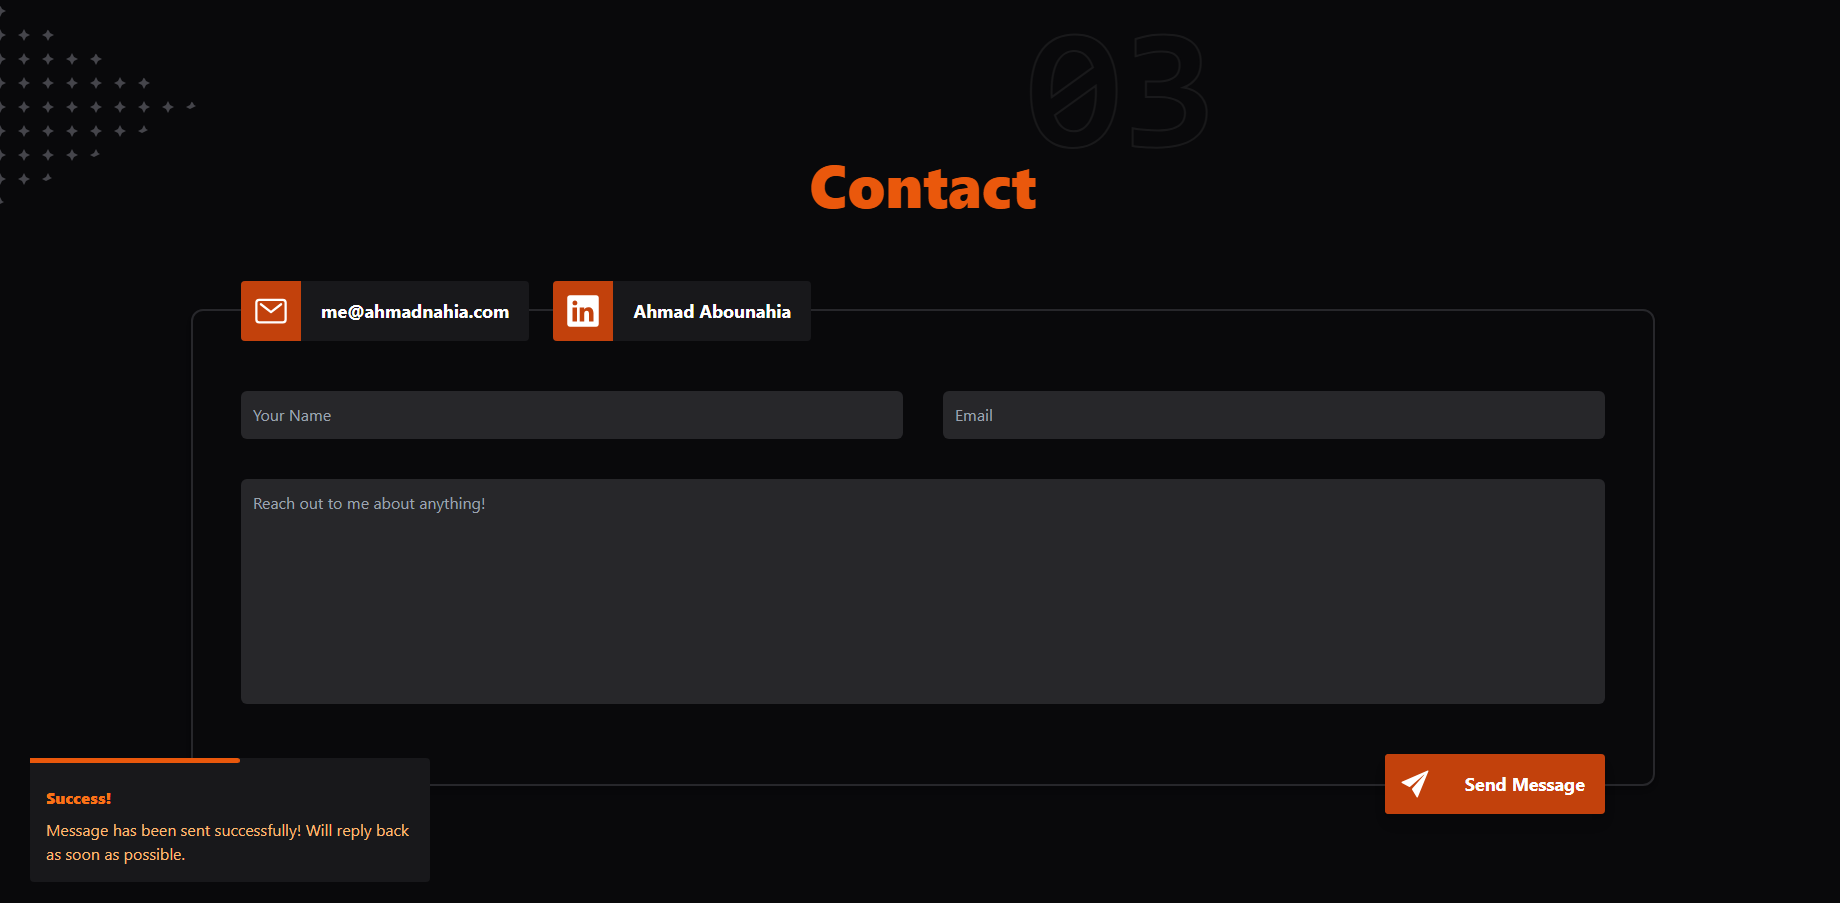 03
Contact
me@ahmadnahia.com
in
Ahmad Abounahia
Your Name
Email
Reach out to me about anything!
Send Message
Success!
Message has been sent successfully! Will reply back
as soon as possible.